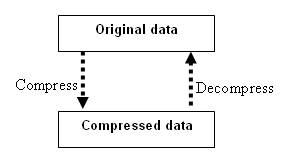 Original data
Compress
Decompress
Compressed data